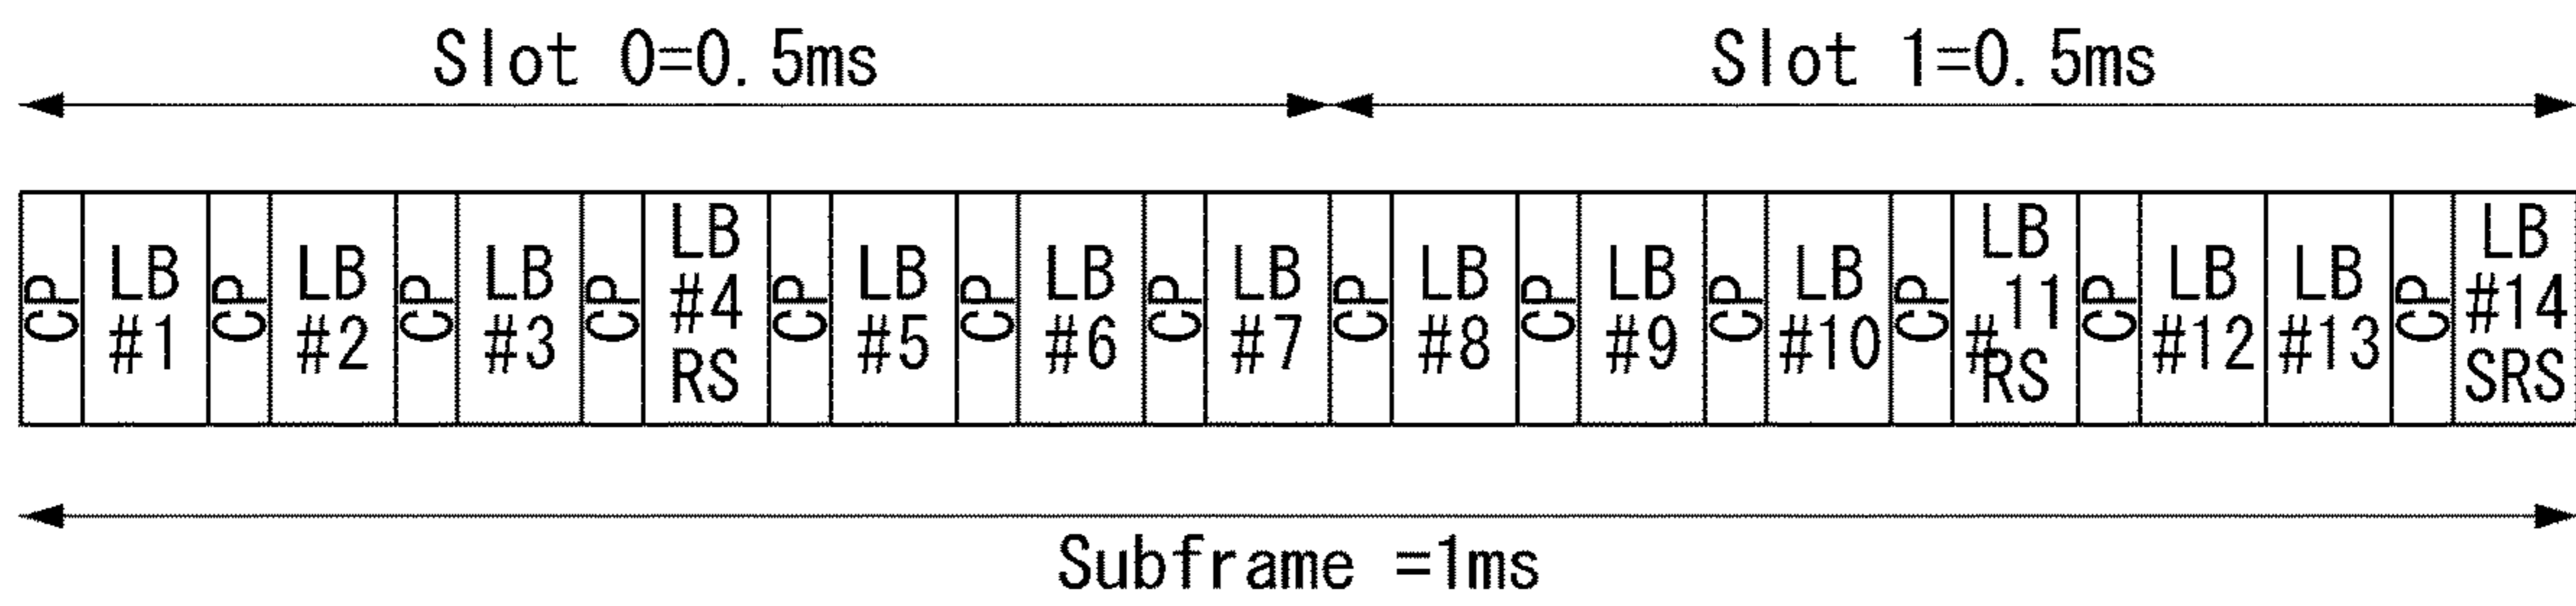 Slot 0=0.5ms Slot 1=0.5ms
CP LB #1 CP LB #2 CP LB #3 CP LB #4 RS CP LB #5 CP LB #6 CP LB #7 CP LB #8 CP LB #9 CP LB #10 CP LB #11 RS CP LB #12 LB #13 CP LB #14 SRS
Subframe =1ms